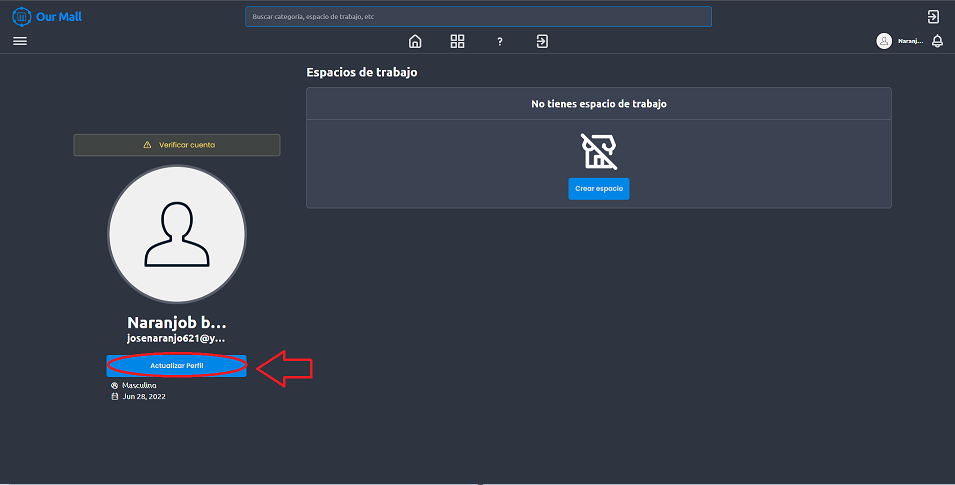 Our Mall
Buscar categoría, espacio de trabajo, etc
?
Naranj...
Espacios de trabajo
No tienes espacio de trabajo
Crear espacio
Verificar cuenta
Naranjob b...
josenaranjo621@y...
Actualizar Perfil
Masculino
Jun 28, 2022